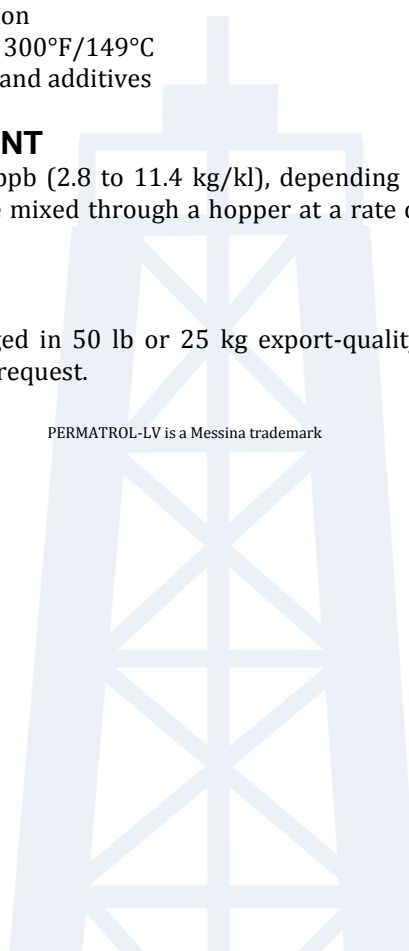 on
300°F/149°C
and additives
NT
ppb (2.8 to 11.4 kg/kl), depending
mixed through a hopper at a rate
ged in 50 lb or 25 kg export-quality
request.
PERMATROL-LV is a Messina trademark